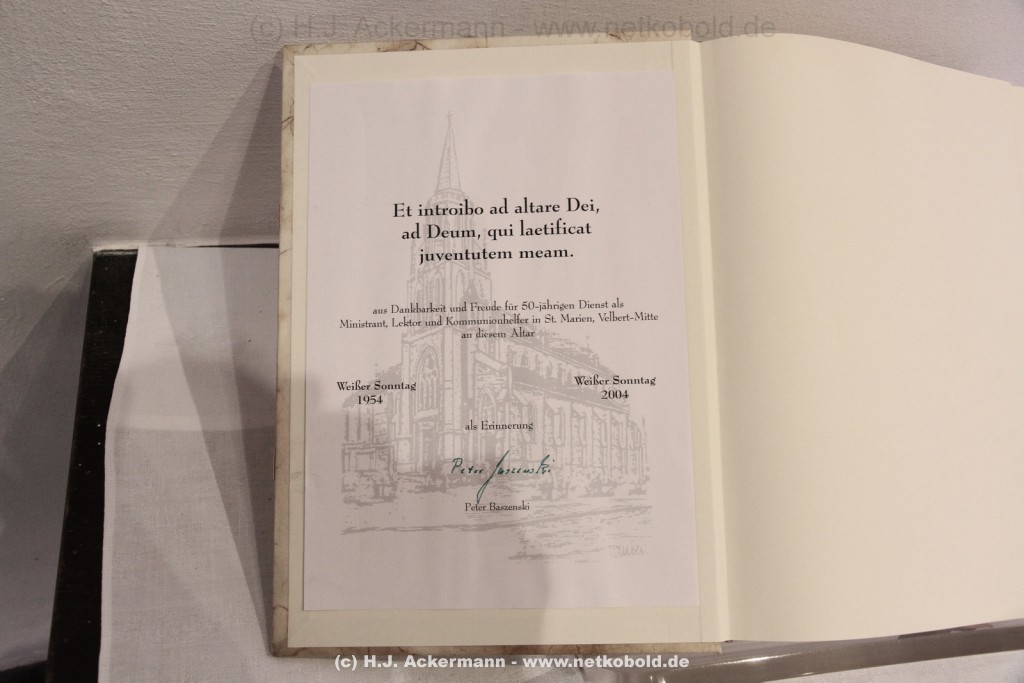 (c) H.J. Ackermann - www.netkobold.de
Et introibo ad altare Dei,
ad Deum, qui laetificat
juventutem meam.
aus Dankbarkeit und Freude für 50-jährigen Dienst als
Ministrant, Lektor und Kommunionhelfer in St. Marien, Velbert-Mitte
an diesem Altar
Weißer Sonntag
1954
Weißer Sonntag
2004
als Erinnerung
Peter Baszenski
Peter Baszenski
(c) H.J. Ackermann - www.netkobold.de